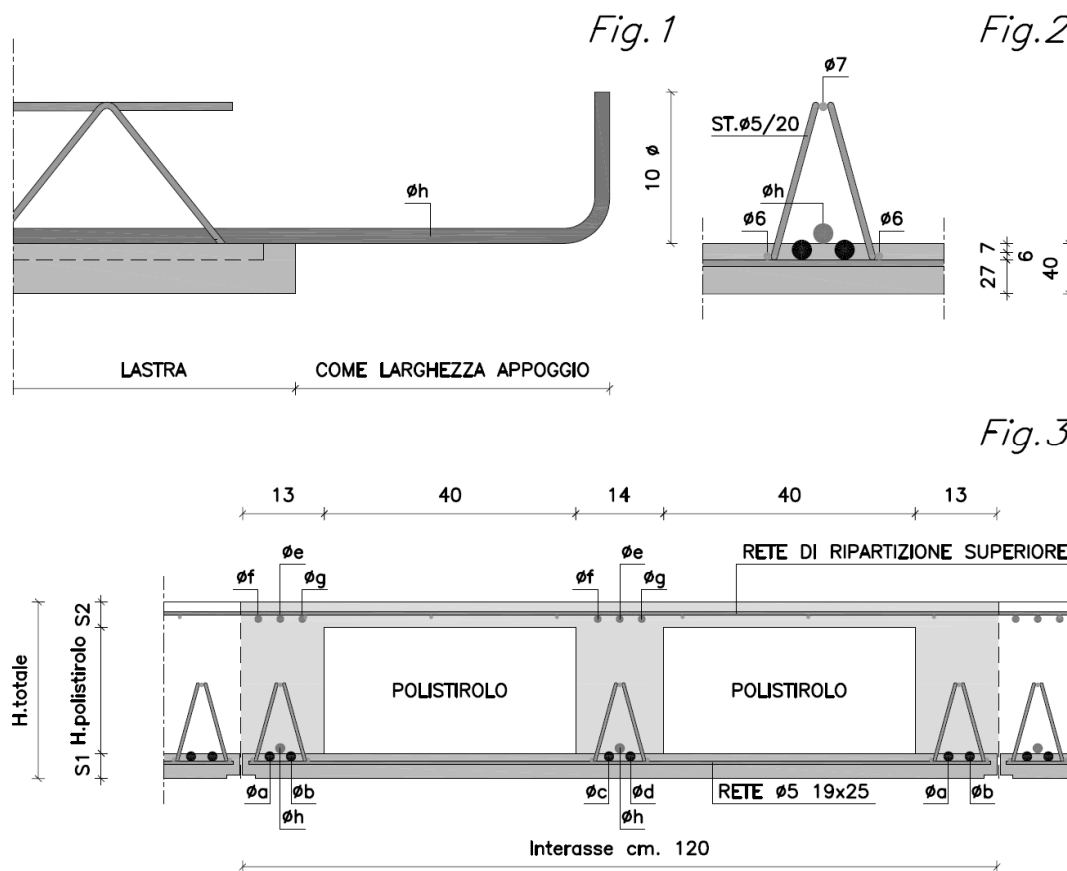 Fig.1
øh
10 ø
LASTRA
COME LARGHEZZA APPOGGIO
Fig.2
ø7
ST.ø5/20
øh
ø6
ø6
27
7
6
40
Fig.3
13
40
14
40
13
RETE DI RIPARTIZIONE SUPERIORE
øe
øe
øf
øg
øf
øg
H.totale
S1
H.polistirolo
S2
POLISTIROLO
POLISTIROLO
øa
øb
øc
ød
RETE ø5 19x25
øa
øb
øh
øh
Interasse cm. 120